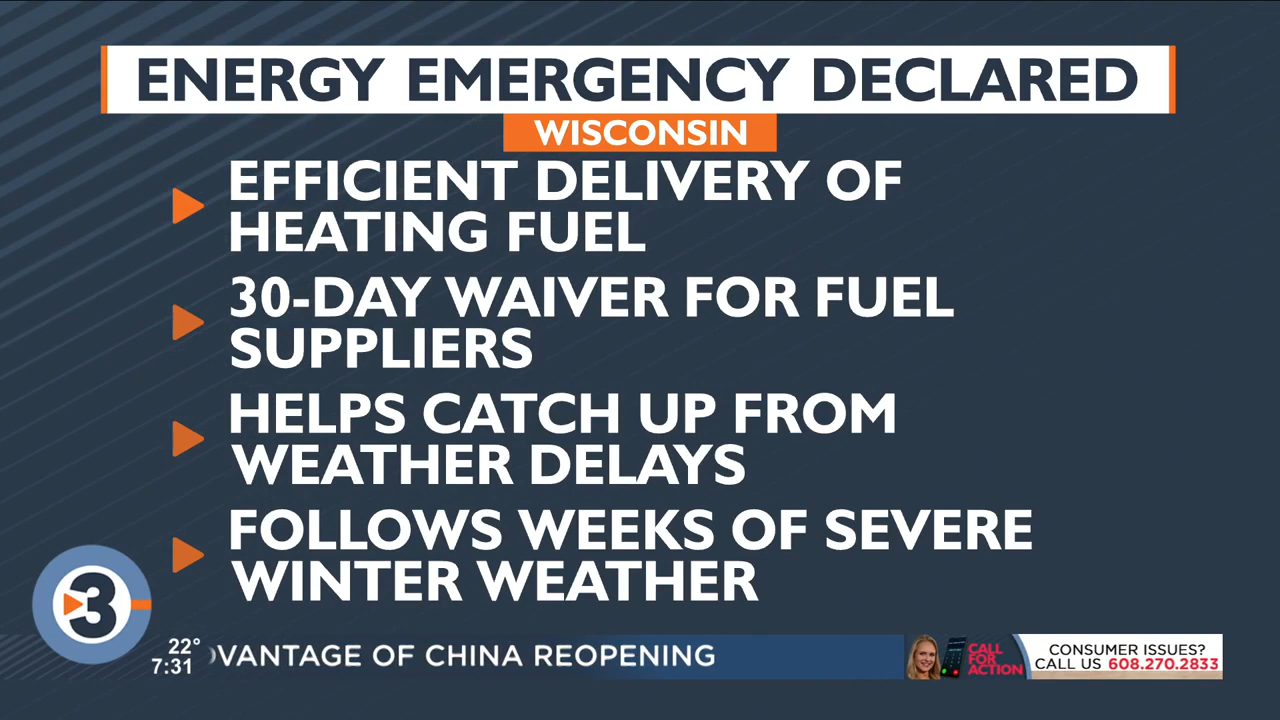 ENERGY EMERGENCY DECLARED
WISCONSIN
EFFICIENT DELIVERY OF
HEATING FUEL
30-DAY WAIVER FOR FUEL
SUPPLIERS
HELPS CATCH UP FROM
WEATHER DELAYS
FOLLOWS WEEKS OF SEVERE
WINTER WEATHER
3
22°
7:31
VANTAGE OF CHINA REOPENING
CALL
FOR
ACTION
CONSUMER ISSUES?
CALL US 608.270.2833